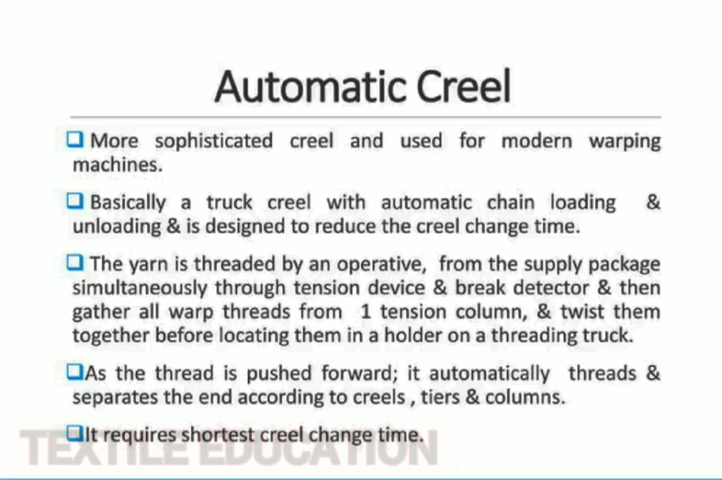 Automatic Creel
❑ More sophisticated creel and used for modern warping
machines.
❑ Basically a truck creel with automatic chain loading &
unloading & is designed to reduce the creel change time.
❑ The yarn is threaded by an operative, from the supply package
simultaneously through tension device & break detector & then
gather all warp threads from 1 tension column, & twist them
together before locating them in a holder on a threading truck.
❑As the thread is pushed forward; it automatically threads &
separates the end according to creels , tiers & columns.
❑It requires shortest creel change time.
TEXTILE EDUCATION